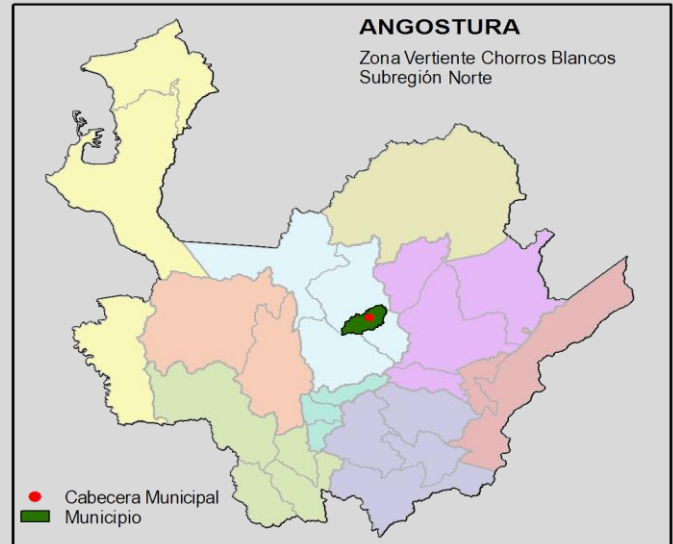 ANGOSTURA
Zona Vertiente Chorros Blancos
Subregión Norte
Cabecera Municipal
Municipio